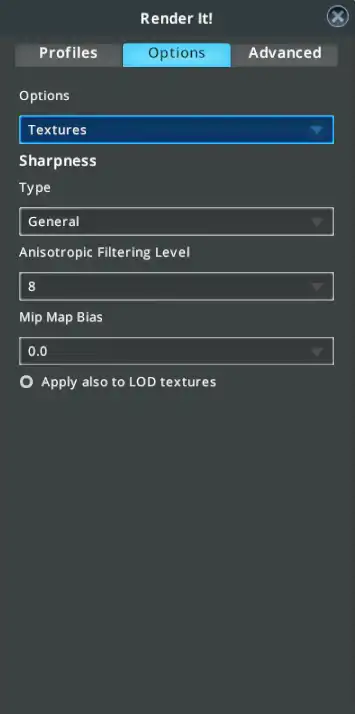 Render It!
Profiles Options Advanced
Options
Textures
Sharpness
Type
General
Anisotropic Filtering Level
8
Mip Map Bias
0.0
Apply also to LOD textures